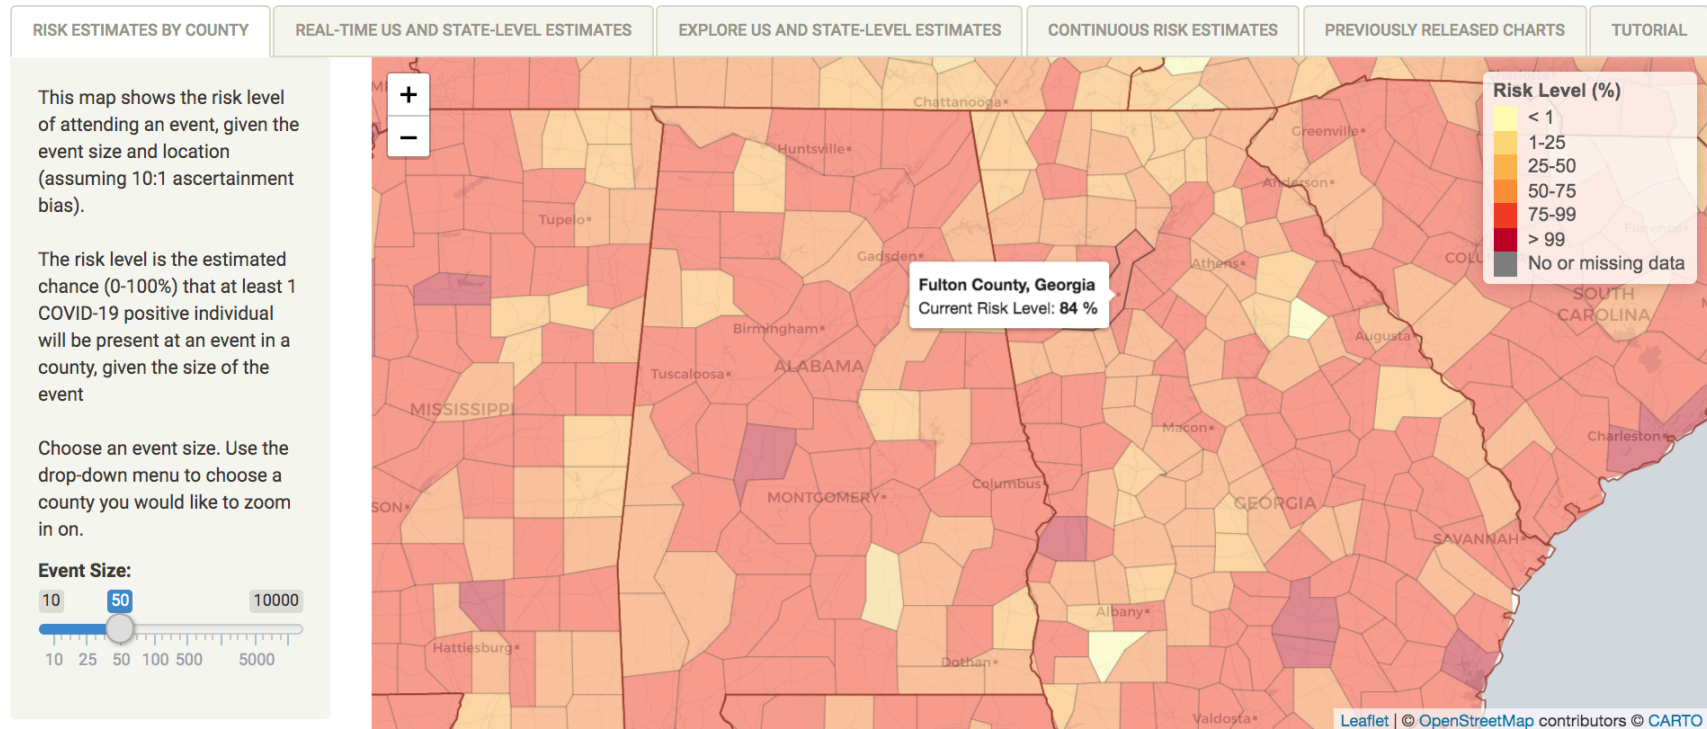 RISK ESTIMATES BY COUNTY
REAL-TIME US AND STATE-LEVEL ESTIMATES
EXPLORE US AND STATE-LEVEL ESTIMATES
CONTINUOUS RISK ESTIMATES
PREVIOUSLY RELEASED CHARTS
TUTORIAL
This map shows the risk level
of attending an event, given the
event size and location
(assuming 10:1 ascertainment
bias).
The risk level is the estimated
chance (0-100%) that at least 1
COVID-19 positive individual
will be present at an event in a
county, given the size of the
event
Choose an event size. Use the
drop-down menu to choose a
county you would like to zoom
in on.
Event Size:
10 50 10000
10 25 50 100 500 5000
+
−
Chattanooga
Huntsville
Greenville
Anderson
Tupelo
Gadsden
Athens
Florence
Fulton County, Georgia
Current Risk Level: 84 %
SOUTH
CAROLINA
Birmingham
Augusta
ALABAMA
Tuscaloosa
MISSISSIPPI
Macon
Charleston
MONTGOMERY
Columbus
GEORGIA
SON
SAVANNAH
Albany
Hattiesburg
Dothan
Valdosta
Risk Level (%)
< 1
1-25
25-50
50-75
75-99
> 99
No or missing data
Leaflet | © OpenStreetMap contributors © CARTO